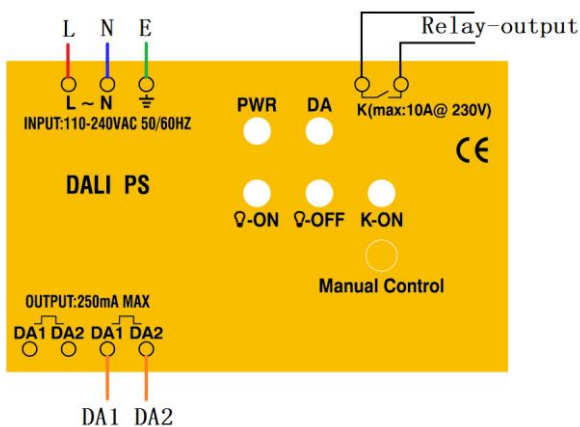 L N E
Relay-output
L ~ N
K(max:10A@ 230V)
INPUT:110-240VAC 50/60HZ
PWR DA
CE
DALI PS
-ON -OFF K-ON
Manual Control
OUTPUT:250mA MAX
DA1 DA2 DA1 DA2
DA1 DA2